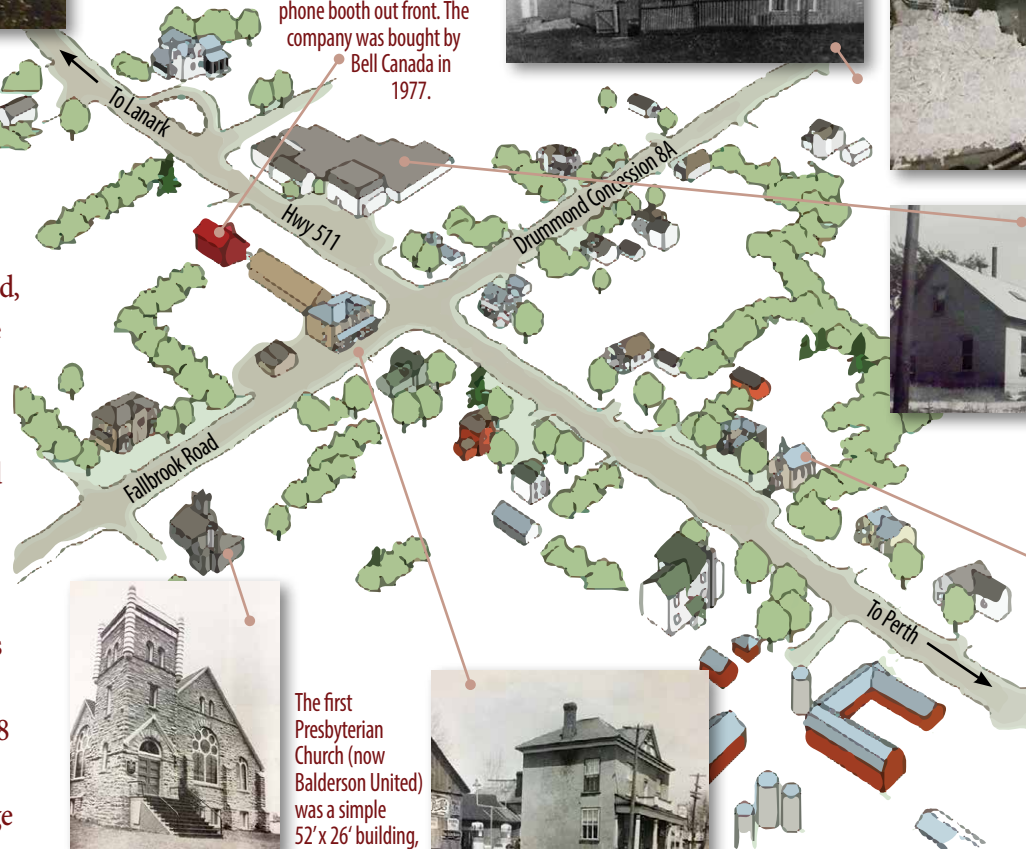 phone booth out front. The
company was bought by
Bell Canada in
1977.
To Lanark
Hwy 511
Drummond Concession 8A
Fallbrook Road
To Perth
The first
Presbyterian
Church (now
Balderson United)
was a simple
52' x 26' building,